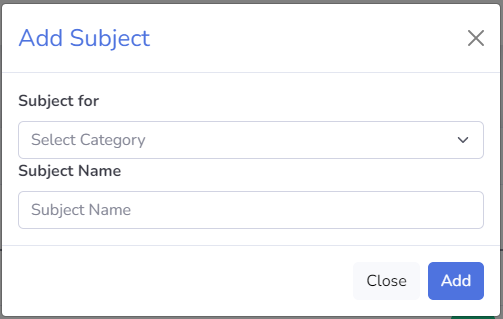 Add Subject
Subject for
Select Category
Subject Name
Subject Name
Close Add